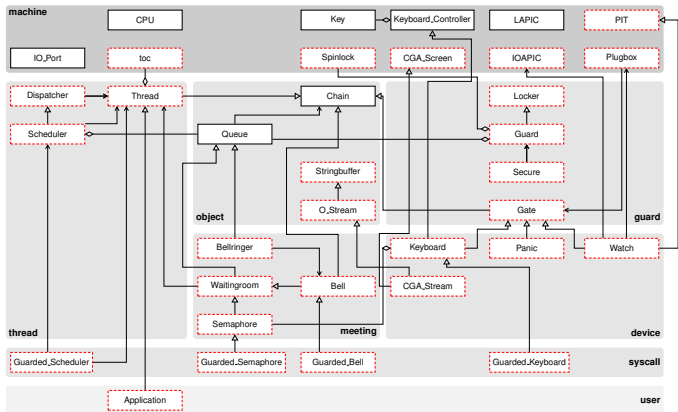 machine
CPU
Key
Keyboard_Controller
LAPIC
PIT
IO_Port
toc
Spinlock
CGA_Screen
IOAPIC
Plugbox
Dispatcher
Thread
Chain
Locker
Scheduler
Queue
Guard
Stringbuffer
Secure
O_Stream
Gate
object
guard
Bellringer
Keyboard
Panic
Watch
Waitingroom
Bell
CGA_Stream
Semaphore
thread
meeting
device
Guarded_Scheduler
Guarded_Semaphore
Guarded_Bell
Guarded_Keyboard
syscall
Application
user